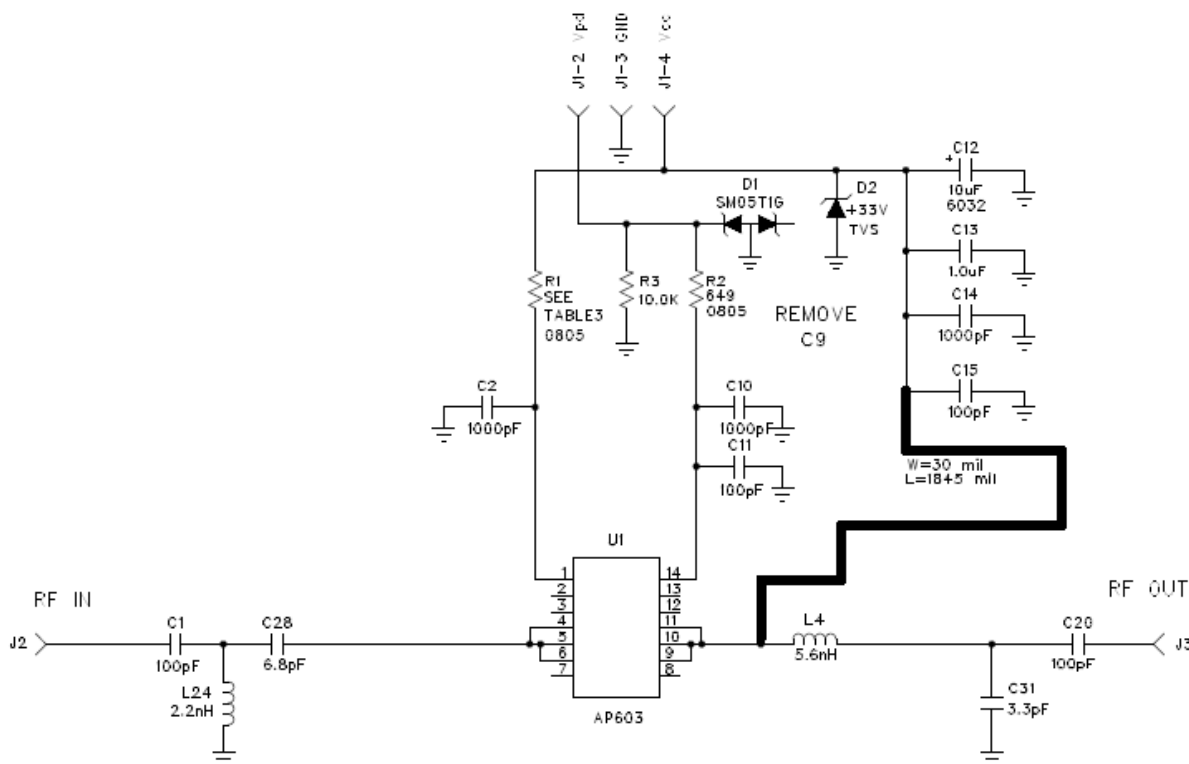 J1-2 Vpd
J1-3 GND
J1-4 Vcc
C12
+
10uF
6032
D1
SM05T1G
D2
+33V
TVS
C13
1.0uF
R1
SEE
TABLE3
0805
R3
10.0K
R2
649
0805
REMOVE
C9
C14
1000pF
C15
100pF
C2
1000pF
C10
1000pF
C11
100pF
W=30 mil
L=1845 mil
U1
1
2
3
4
5
6
7
14
13
12
11
10
9
8
AP603
RF IN
J2
C1
100pF
C28
6.8pF
L24
2.2nH
L4
5.6nH
RF OUT
C20
100pF
J3
C31
3.3pF